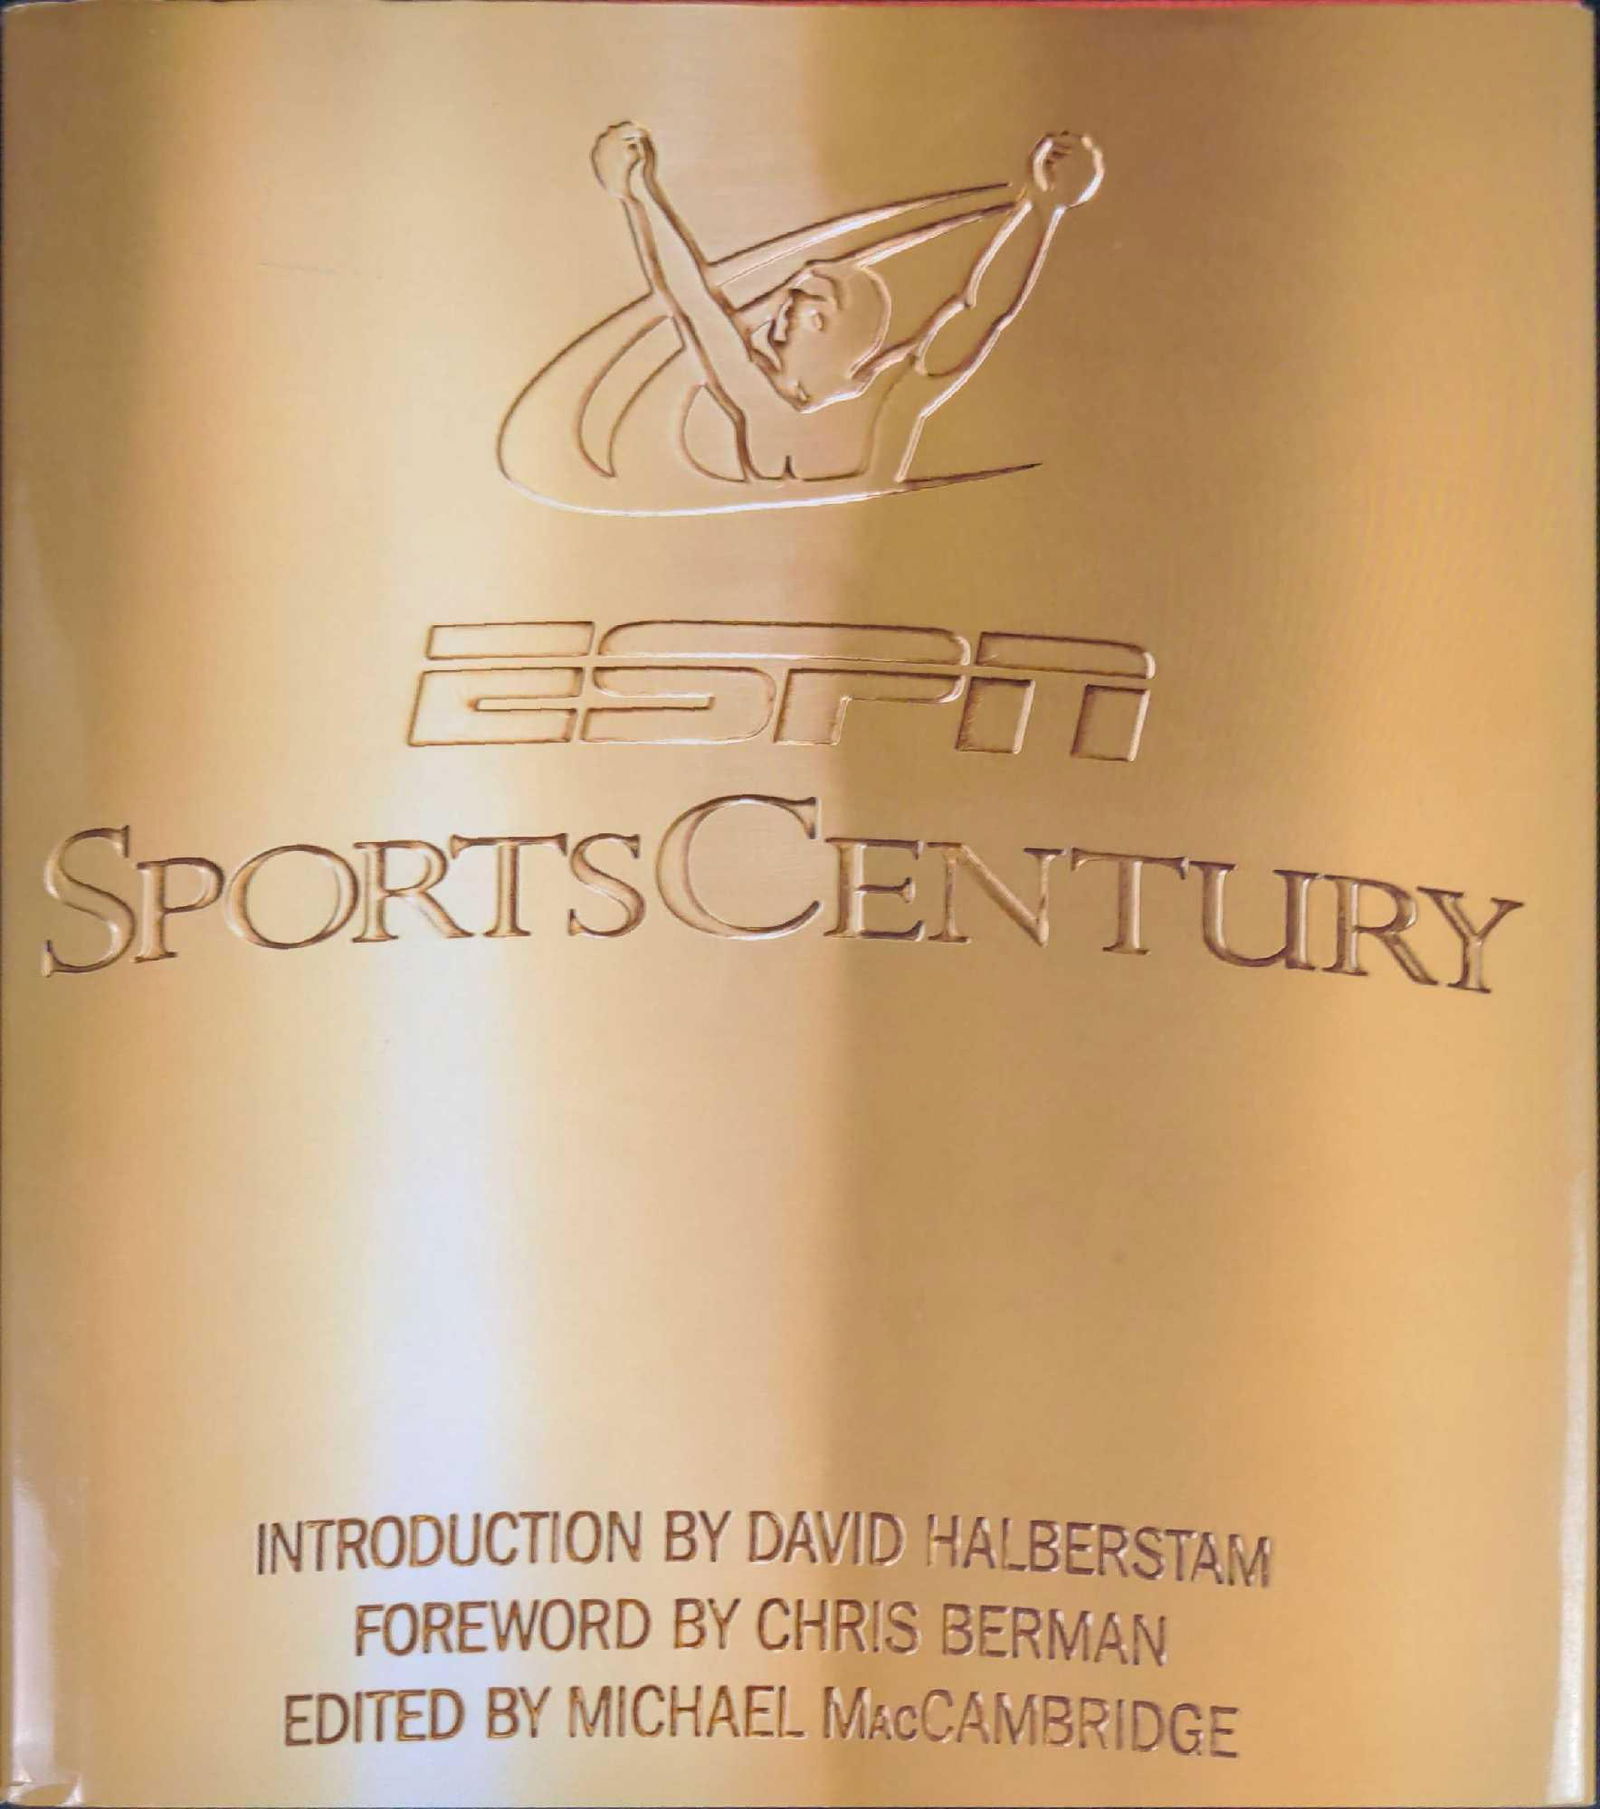 ESPN
SPORTSCENTURY
INTRODUCTION BY DAVID HALBERSTAM
FOREWORD BY CHRIS BERMAN
EDITED BY MICHAEL MacCAMBRIDGE